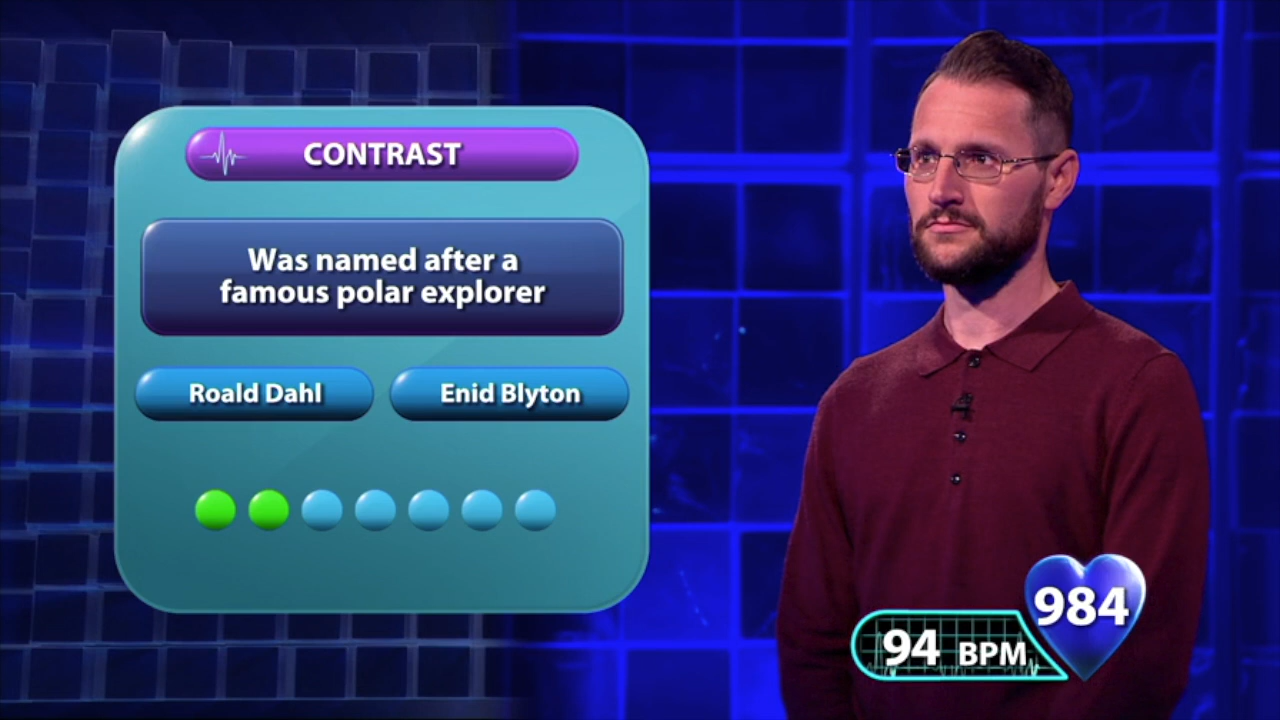 CONTRAST
Was named after a
famous polar explorer
Roald Dahl
Enid Blyton
984
94 BPM